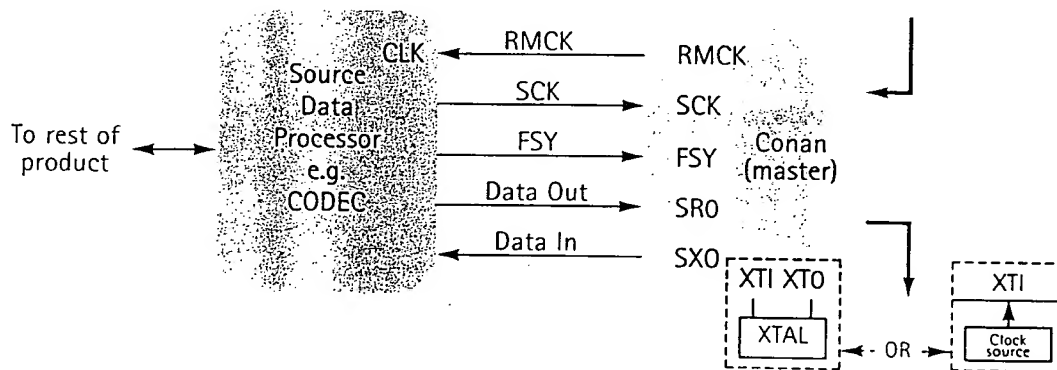 CLK
RMCK
RMCK
Source
Data
Processor
e.g.
CODEC
SCK
SCK
To rest of
product
FSY
FSY
Conan
(master)
Data Out
SR0
Data In
SX0
XTI XTO
XTAL
- OR
XTI
Clock
source